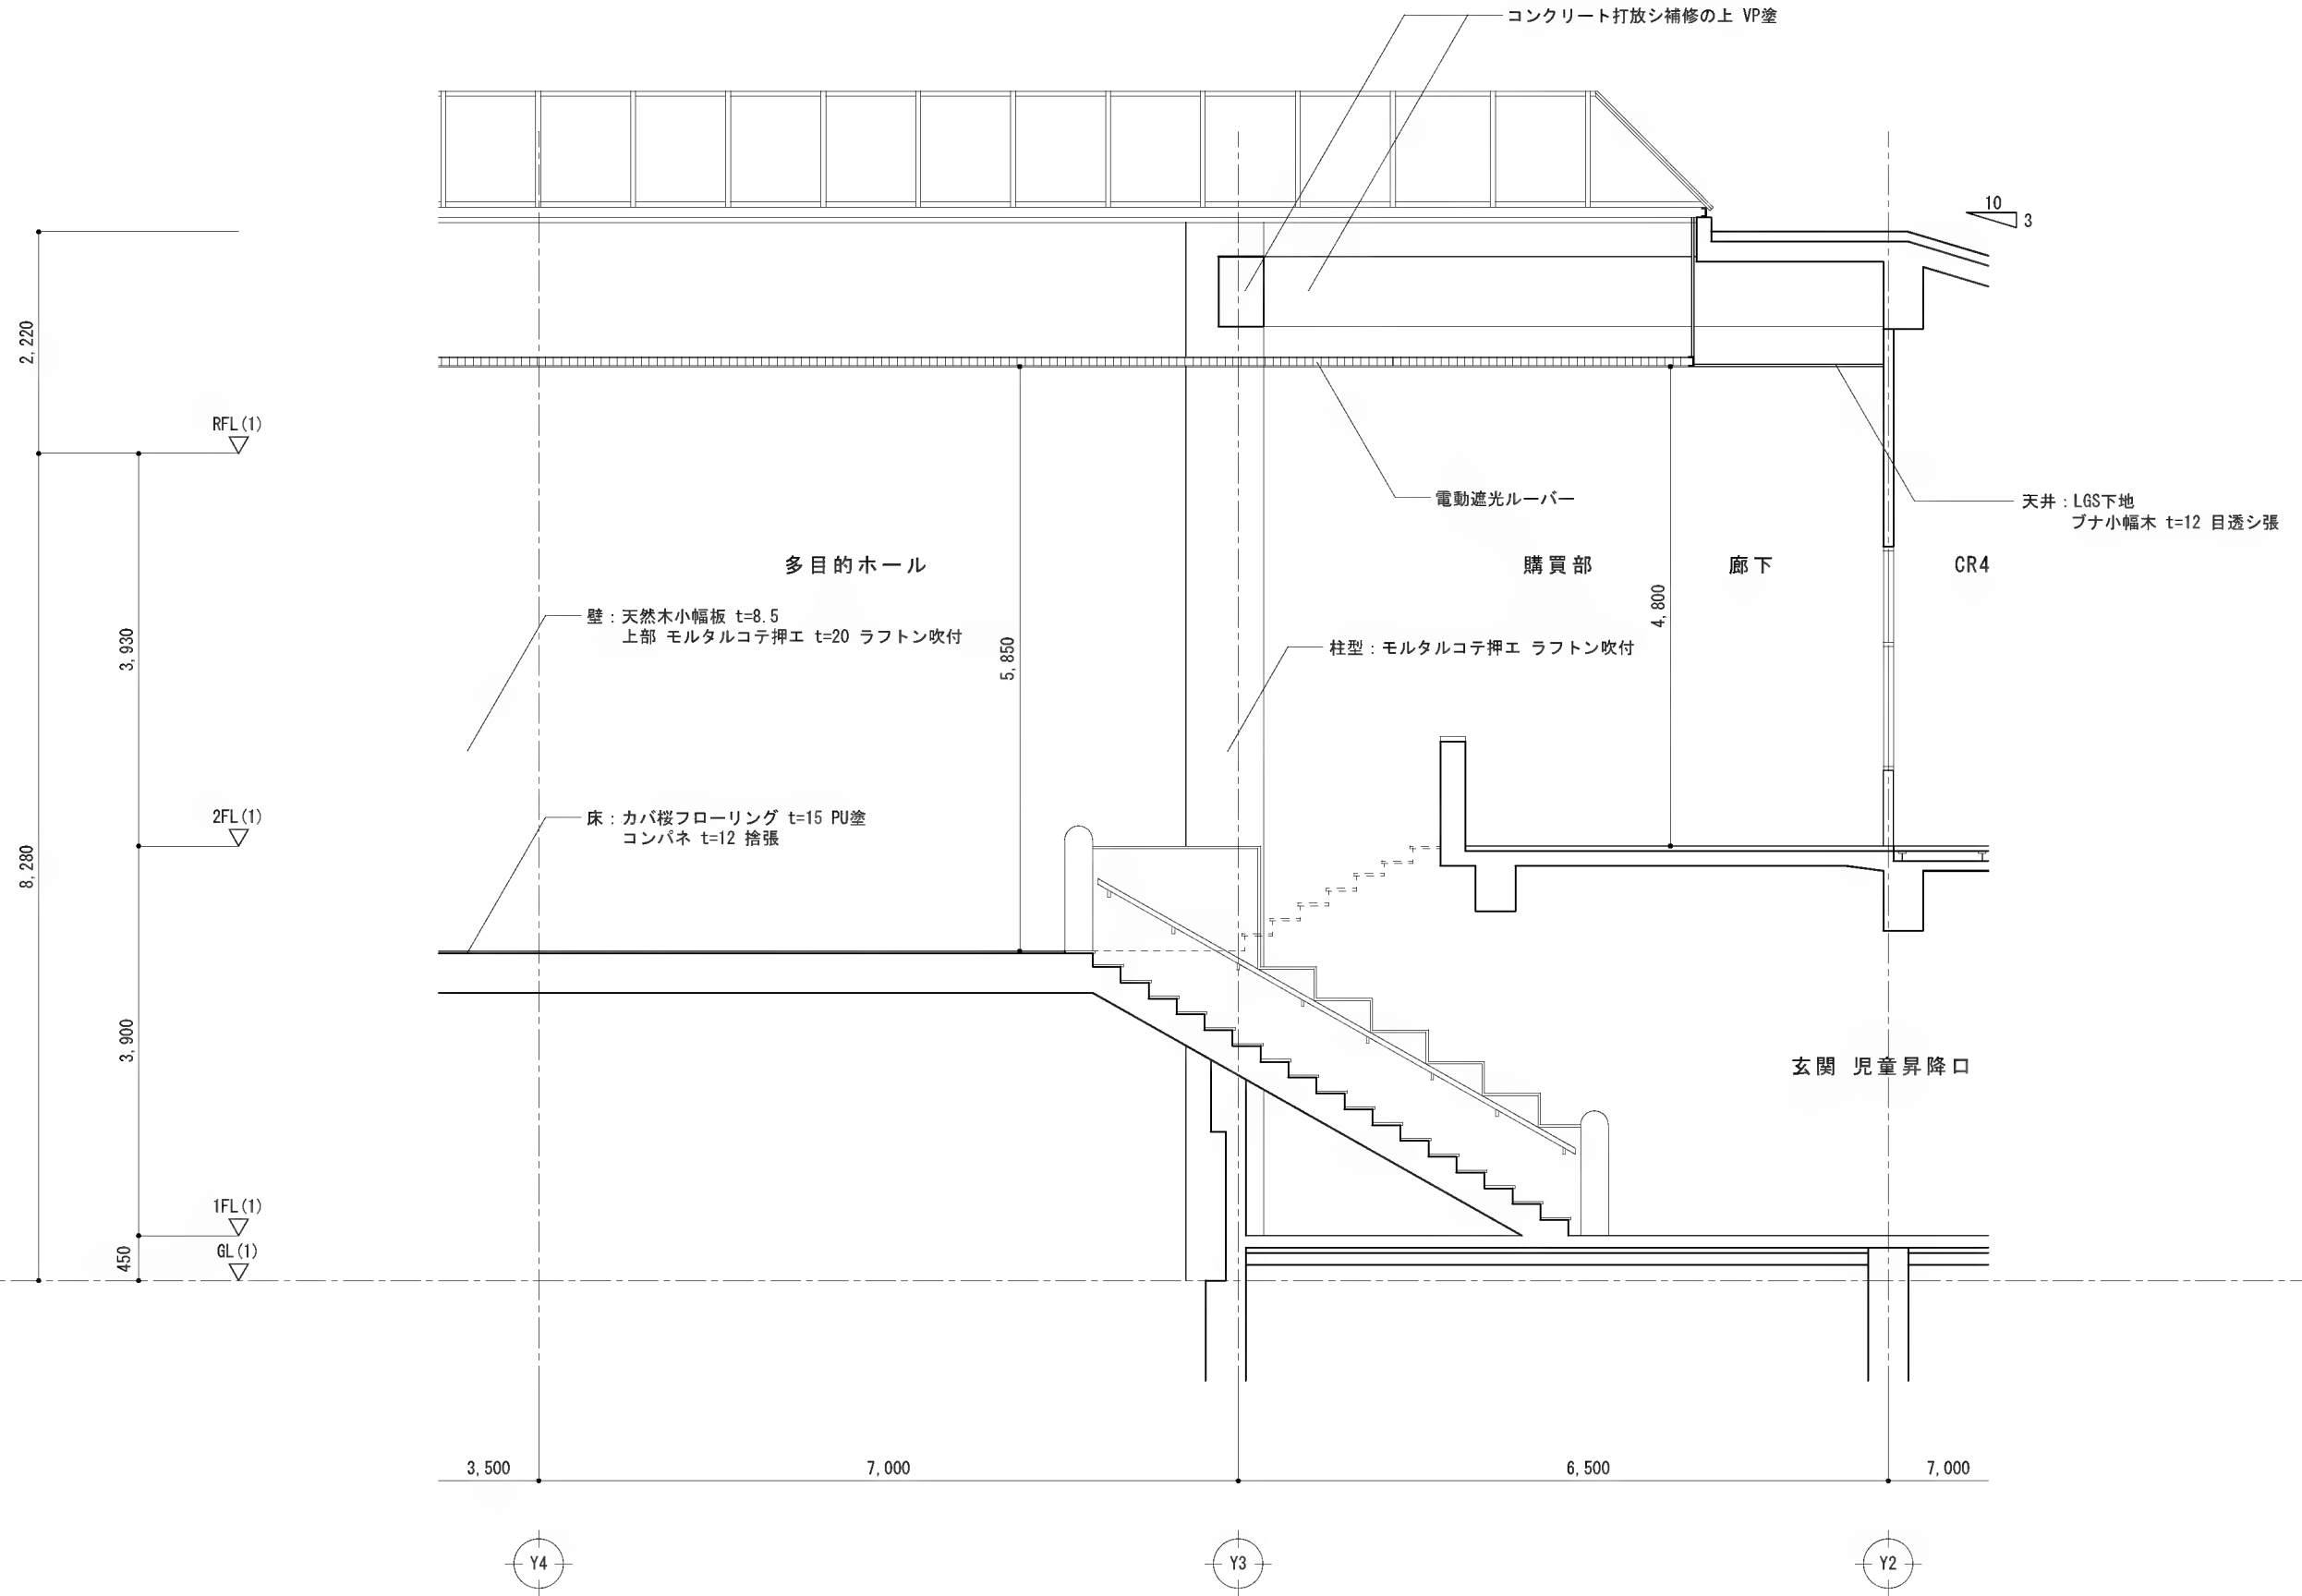 コンクリート打放シ補修の上 VP塗
10
3
2,220
RFL(1)
電動遮光ルーバー
天井：LGS下地
ブナ小幅木 t=12 目透シ張
多目的ホール
購買部
廊下
CR4
壁：天然木小幅板 t=8.5
上部 モルタルコテ押エ t=20 ラフトン吹付
3,930
5,850
4,800
柱型：モルタルコテ押エ ラフトン吹付
2FL(1)
床：カバ桜フローリング t=15 PU塗
コンパネ t=12 捨張
8,280
3,900
玄関 児童昇降口
1FL(1)
450
GL(1)
3,500
7,000
6,500
7,000
Y4
Y3
Y2